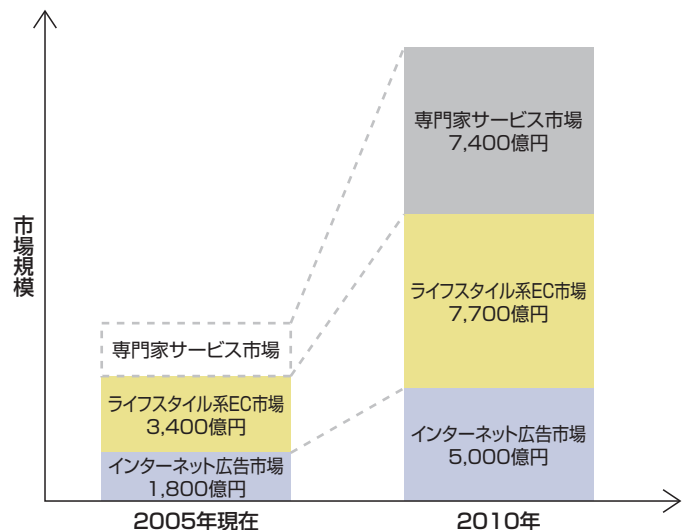 市場規模
専門家サービス市場
ライフスタイル系EC市場
3,400億円
インターネット広告市場
1,800億円
2005年現在
専門家サービス市場
7,400億円
ライフスタイル系EC市場
7,700億円
インターネット広告市場
5,000億円
2010年